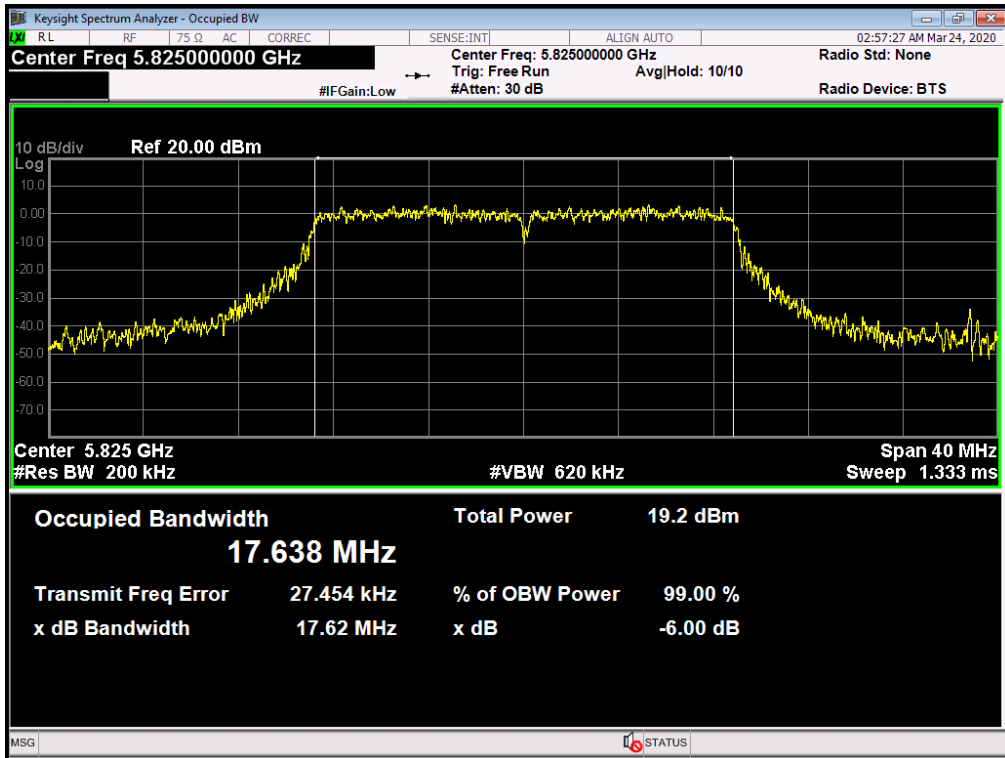 Keysight Spectrum Analyzer - Occupied BW
LXI RL RF 75 Ω AC CORREC SENSE:INT ALIGN AUTO 02:57:27 AM Mar 24, 2020
Center Freq 5.825000000 GHz Center Freq: 5.825000000 GHz Radio Std: None
Trig: Free Run Avg|Hold: 10/10
#IFGain:Low #Atten: 30 dB Radio Device: BTS
10 dB/div Ref 20.00 dBm
Log
10.0
0.00
-10.0
-20.0
-30.0
-40.0
-50.0
-60.0
-70.0
Center 5.825 GHz Span 40 MHz
#Res BW 200 kHz #VBW 620 kHz Sweep 1.333 ms
Occupied Bandwidth Total Power 19.2 dBm
17.638 MHz
Transmit Freq Error 27.454 kHz % of OBW Power 99.00 %
x dB Bandwidth 17.62 MHz x dB -6.00 dB
MSG STATUS